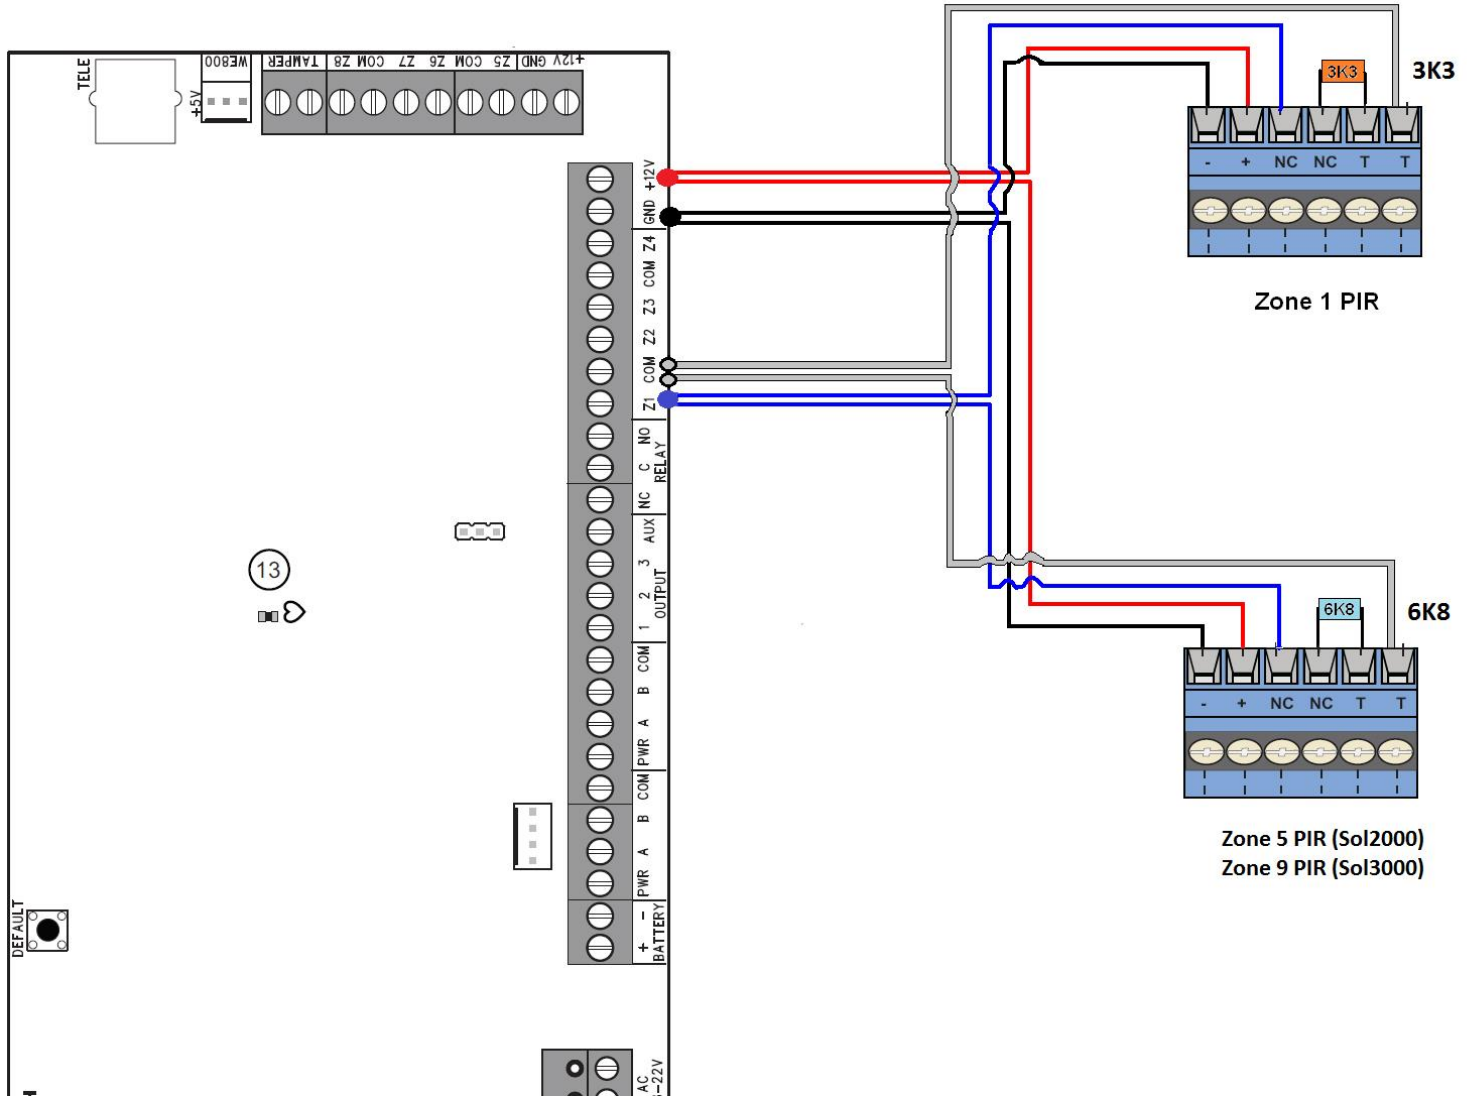 TELE
+5V
WE800
TAMPER
Z8 COM Z7 Z6 COM Z5 GND +12V
+12V
GND
Z4
COM
Z3
Z2
COM
Z1
NO
C
RELAY
NC
AUX
3
2
OUTPUT
1
COM
B
A
PWR
COM
B
A
PWR
-
+
BATTERY
AC
-22V
13
DEFAULT
3K3
3K3
- + NC NC T T
Zone 1 PIR
6K8
6K8
- + NC NC T T
Zone 5 PIR (Sol2000)
Zone 9 PIR (Sol3000)